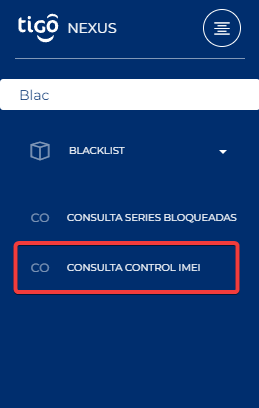 tigo NEXUS
Blac
BLACKLIST
CO CONSULTA SERIES BLOQUEADAS
CO CONSULTA CONTROL IMEI